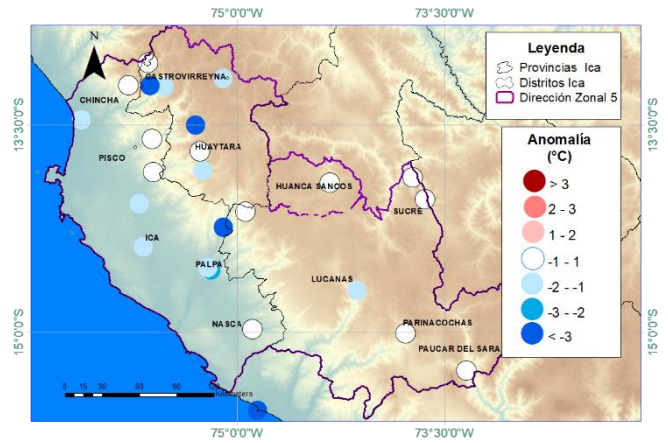 75°0'0"W
73°30'0"W
N
CASTROVIRREYNA
CHINCHA
13°30'0"S
13°30'0"S
PISCO
HUAYTARA
HUANCA SANCOS
SUCRE
ICA
PALPA
LUCANAS
NASCA
PARINACOCHAS
PAUCAR DEL SARA
15°0'0"S
15°0'0"S
0 15 30 60 90 120
Kilometers
75°0'0"W
73°30'0"W
Leyenda
Provincias Ica
Distritos Ica
Dirección Zonal 5
Anomalía
(°C)
> 3
2 - 3
1 - 2
-1 - 1
-2 - -1
-3 - -2
< -3